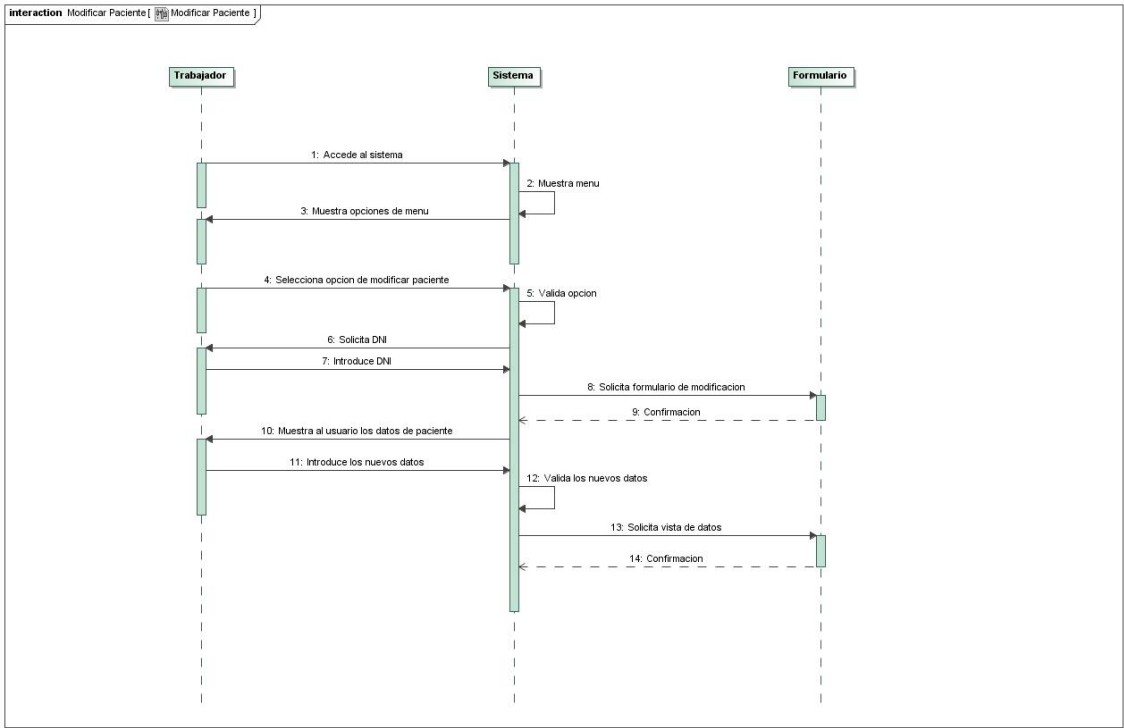 interaction Modificar Paciente [ Modificar Paciente ]
Trabajador
Sistema
Formulario
1: Accede al sistema
2: Muestra menu
3: Muestra opciones de menu
4: Selecciona opcion de modificar paciente
5: Valida opcion
6: Solicita DNI
7: Introduce DNI
8: Solicita formulario de modificacion
9: Confirmacion
10: Muestra al usuario los datos de paciente
11: Introduce los nuevos datos
12: Valida los nuevos datos
13: Solicita vista de datos
14: Confirmacion